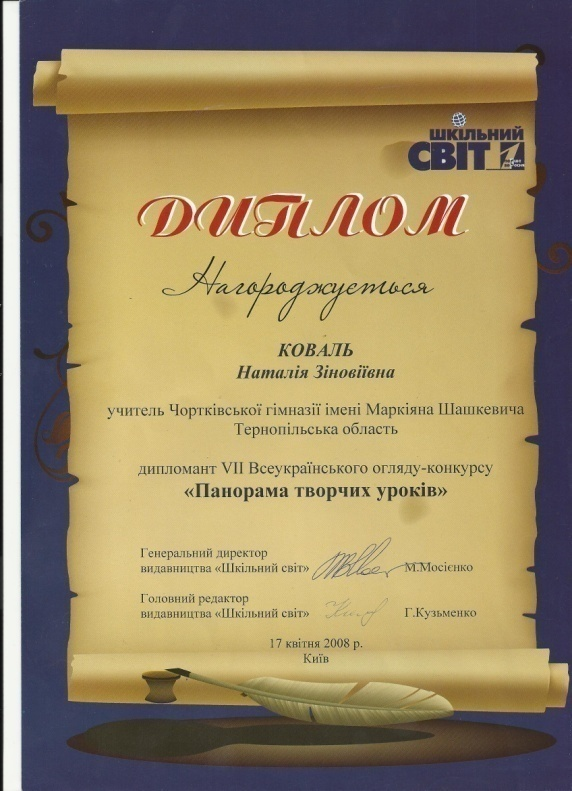 ШКІЛЬНИЙ
СВІТ
ДИПЛОМ
Нагороджується
КОВАЛЬ
Наталія Зіновіївна
учитель Чортківської гімназії імені Маркіяна Шашкевича
Тернопільська область
дипломант VII Всеукраїнського огляду-конкурсу
«Панорама творчих уроків»
Генеральний директор
видавництва «Шкільний світ» М.Мосієнко
Головний редактор
видавництва «Шкільний світ» Г.Кузьменко
17 квітня 2008 р.
Київ